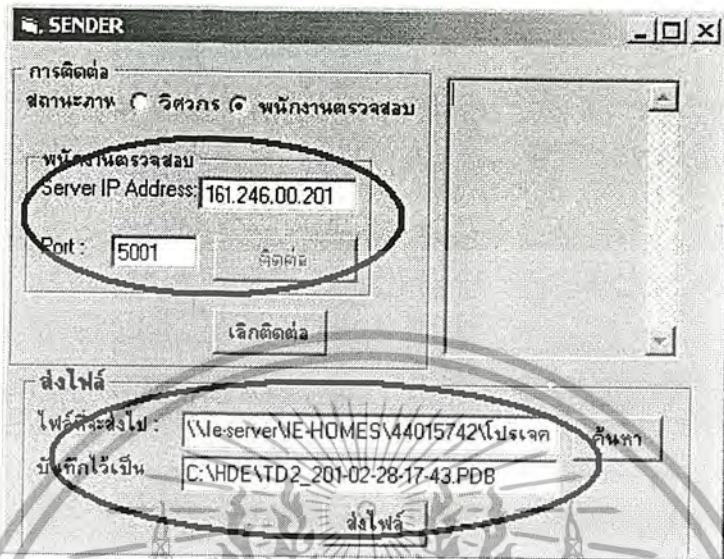 SENDER
การติดต่อ
สถานะภาพ วิศวกร พนักงานตรวจสอบ
พนักงานตรวจสอบ
Server IP Address: 161.246.00.201
Port : 5001 ติดต่อ
เลิกติดต่อ
ส่งไฟล์
ไฟล์ที่จะส่งไป : \\Ie-server\IE-HOMES\44015742\โปรเจค ค้นหา
บันทึกไว้เป็น C:\HDE\TD2_201-02-28-17-43.PDB
ส่งไฟล์